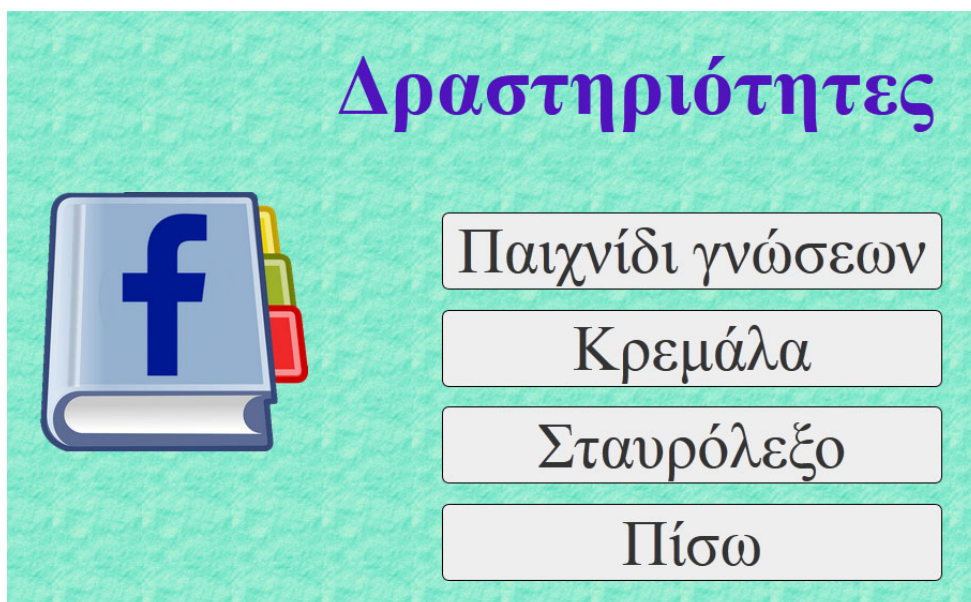 Δραστηριότητες
f
Παιχνίδι γνώσεων
Κρεμάλα
Σταυρόλεξο
Πίσω